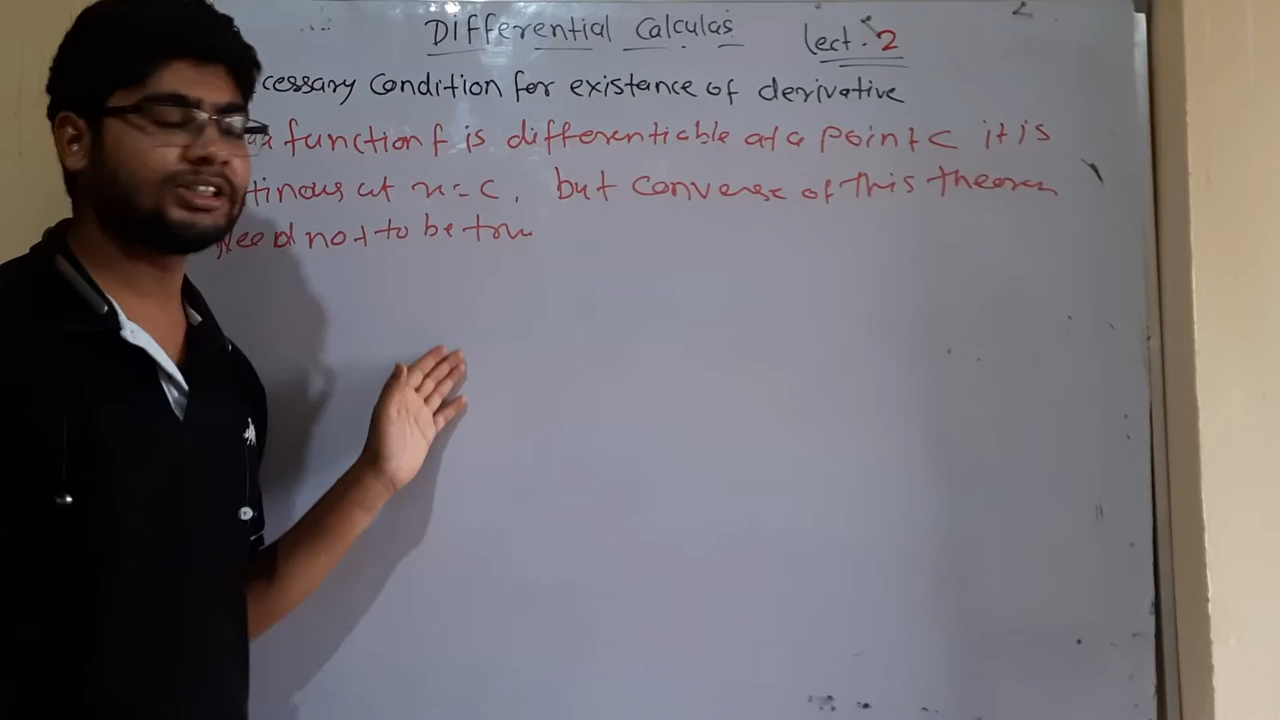 Differential Calculas Lect. 2
cessary Condition for existance of derivative
function f is differentiable at a point c it is
tinous at x = c, but converse of this theorem
Need not to be true